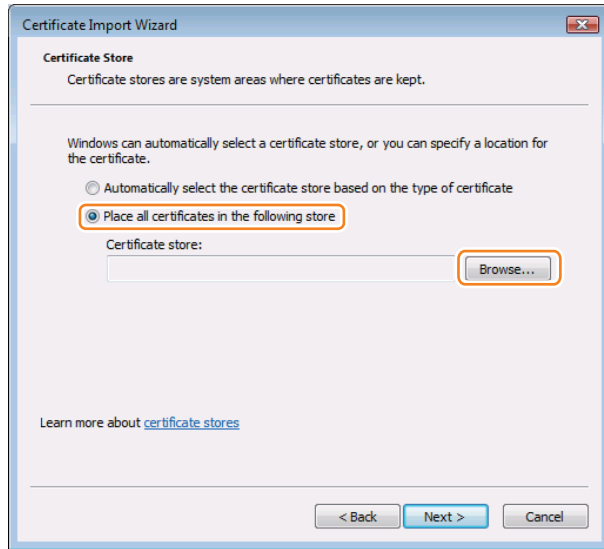 Certificate Import Wizard
Certificate Store
Certificate stores are system areas where certificates are kept.
Windows can automatically select a certificate store, or you can specify a location for
the certificate.
Automatically select the certificate store based on the type of certificate
Place all certificates in the following store
Certificate store:
Browse...
Learn more about certificate stores
< Back Next > Cancel